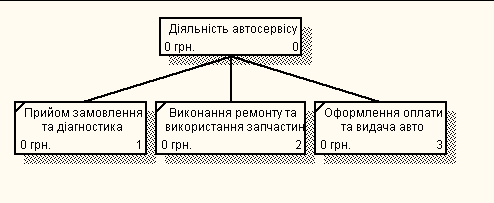 Діяльність автосервісу
0 грн. 0
Прийом замовлення
та діагностика
0 грн. 1
Виконання ремонту та
використання запчастин
0 грн. 2
Оформлення оплати
та видача авто
0 грн. 3